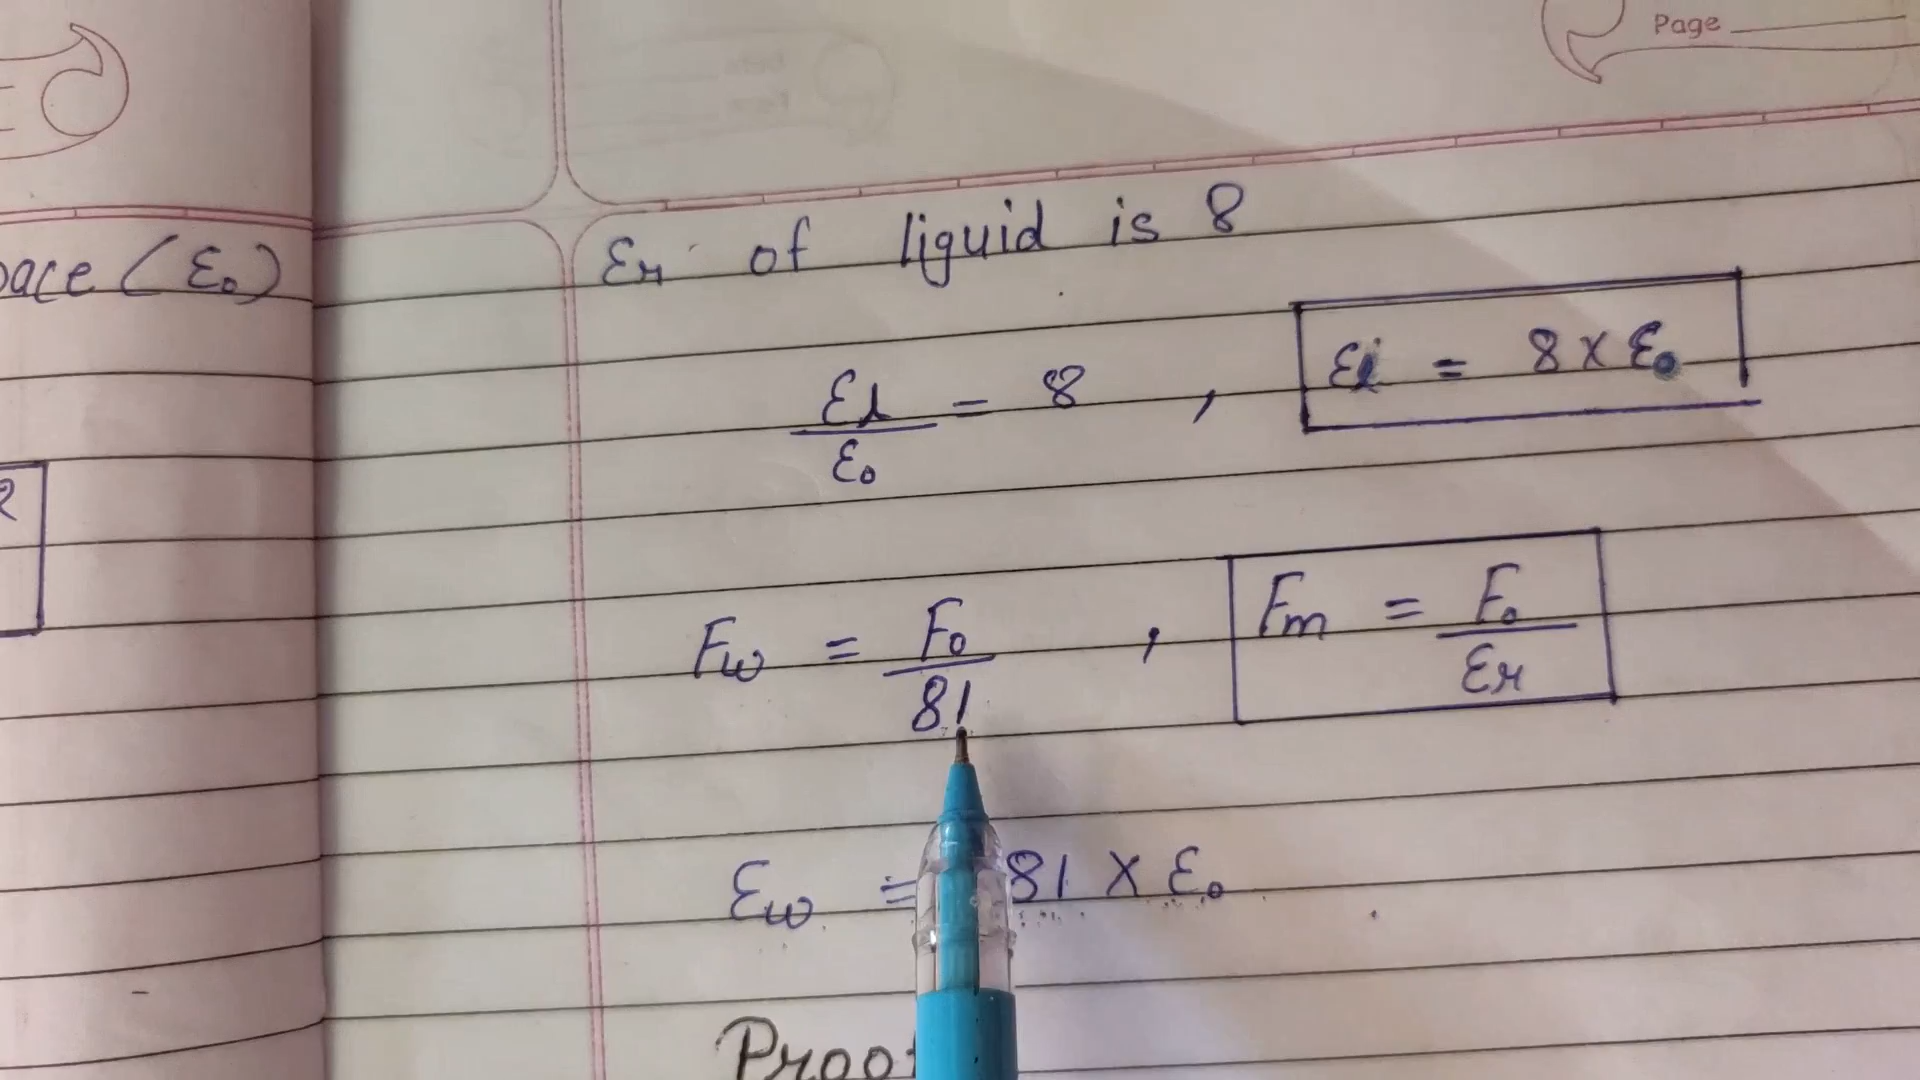 Page
pace (ε₀)
εr of liquid is 8
εl/ε₀ = 8 , εl = 8 × ε₀
Fw = F₀/81 , Fm = F₀/εr
εw = 81 × ε₀
Proof